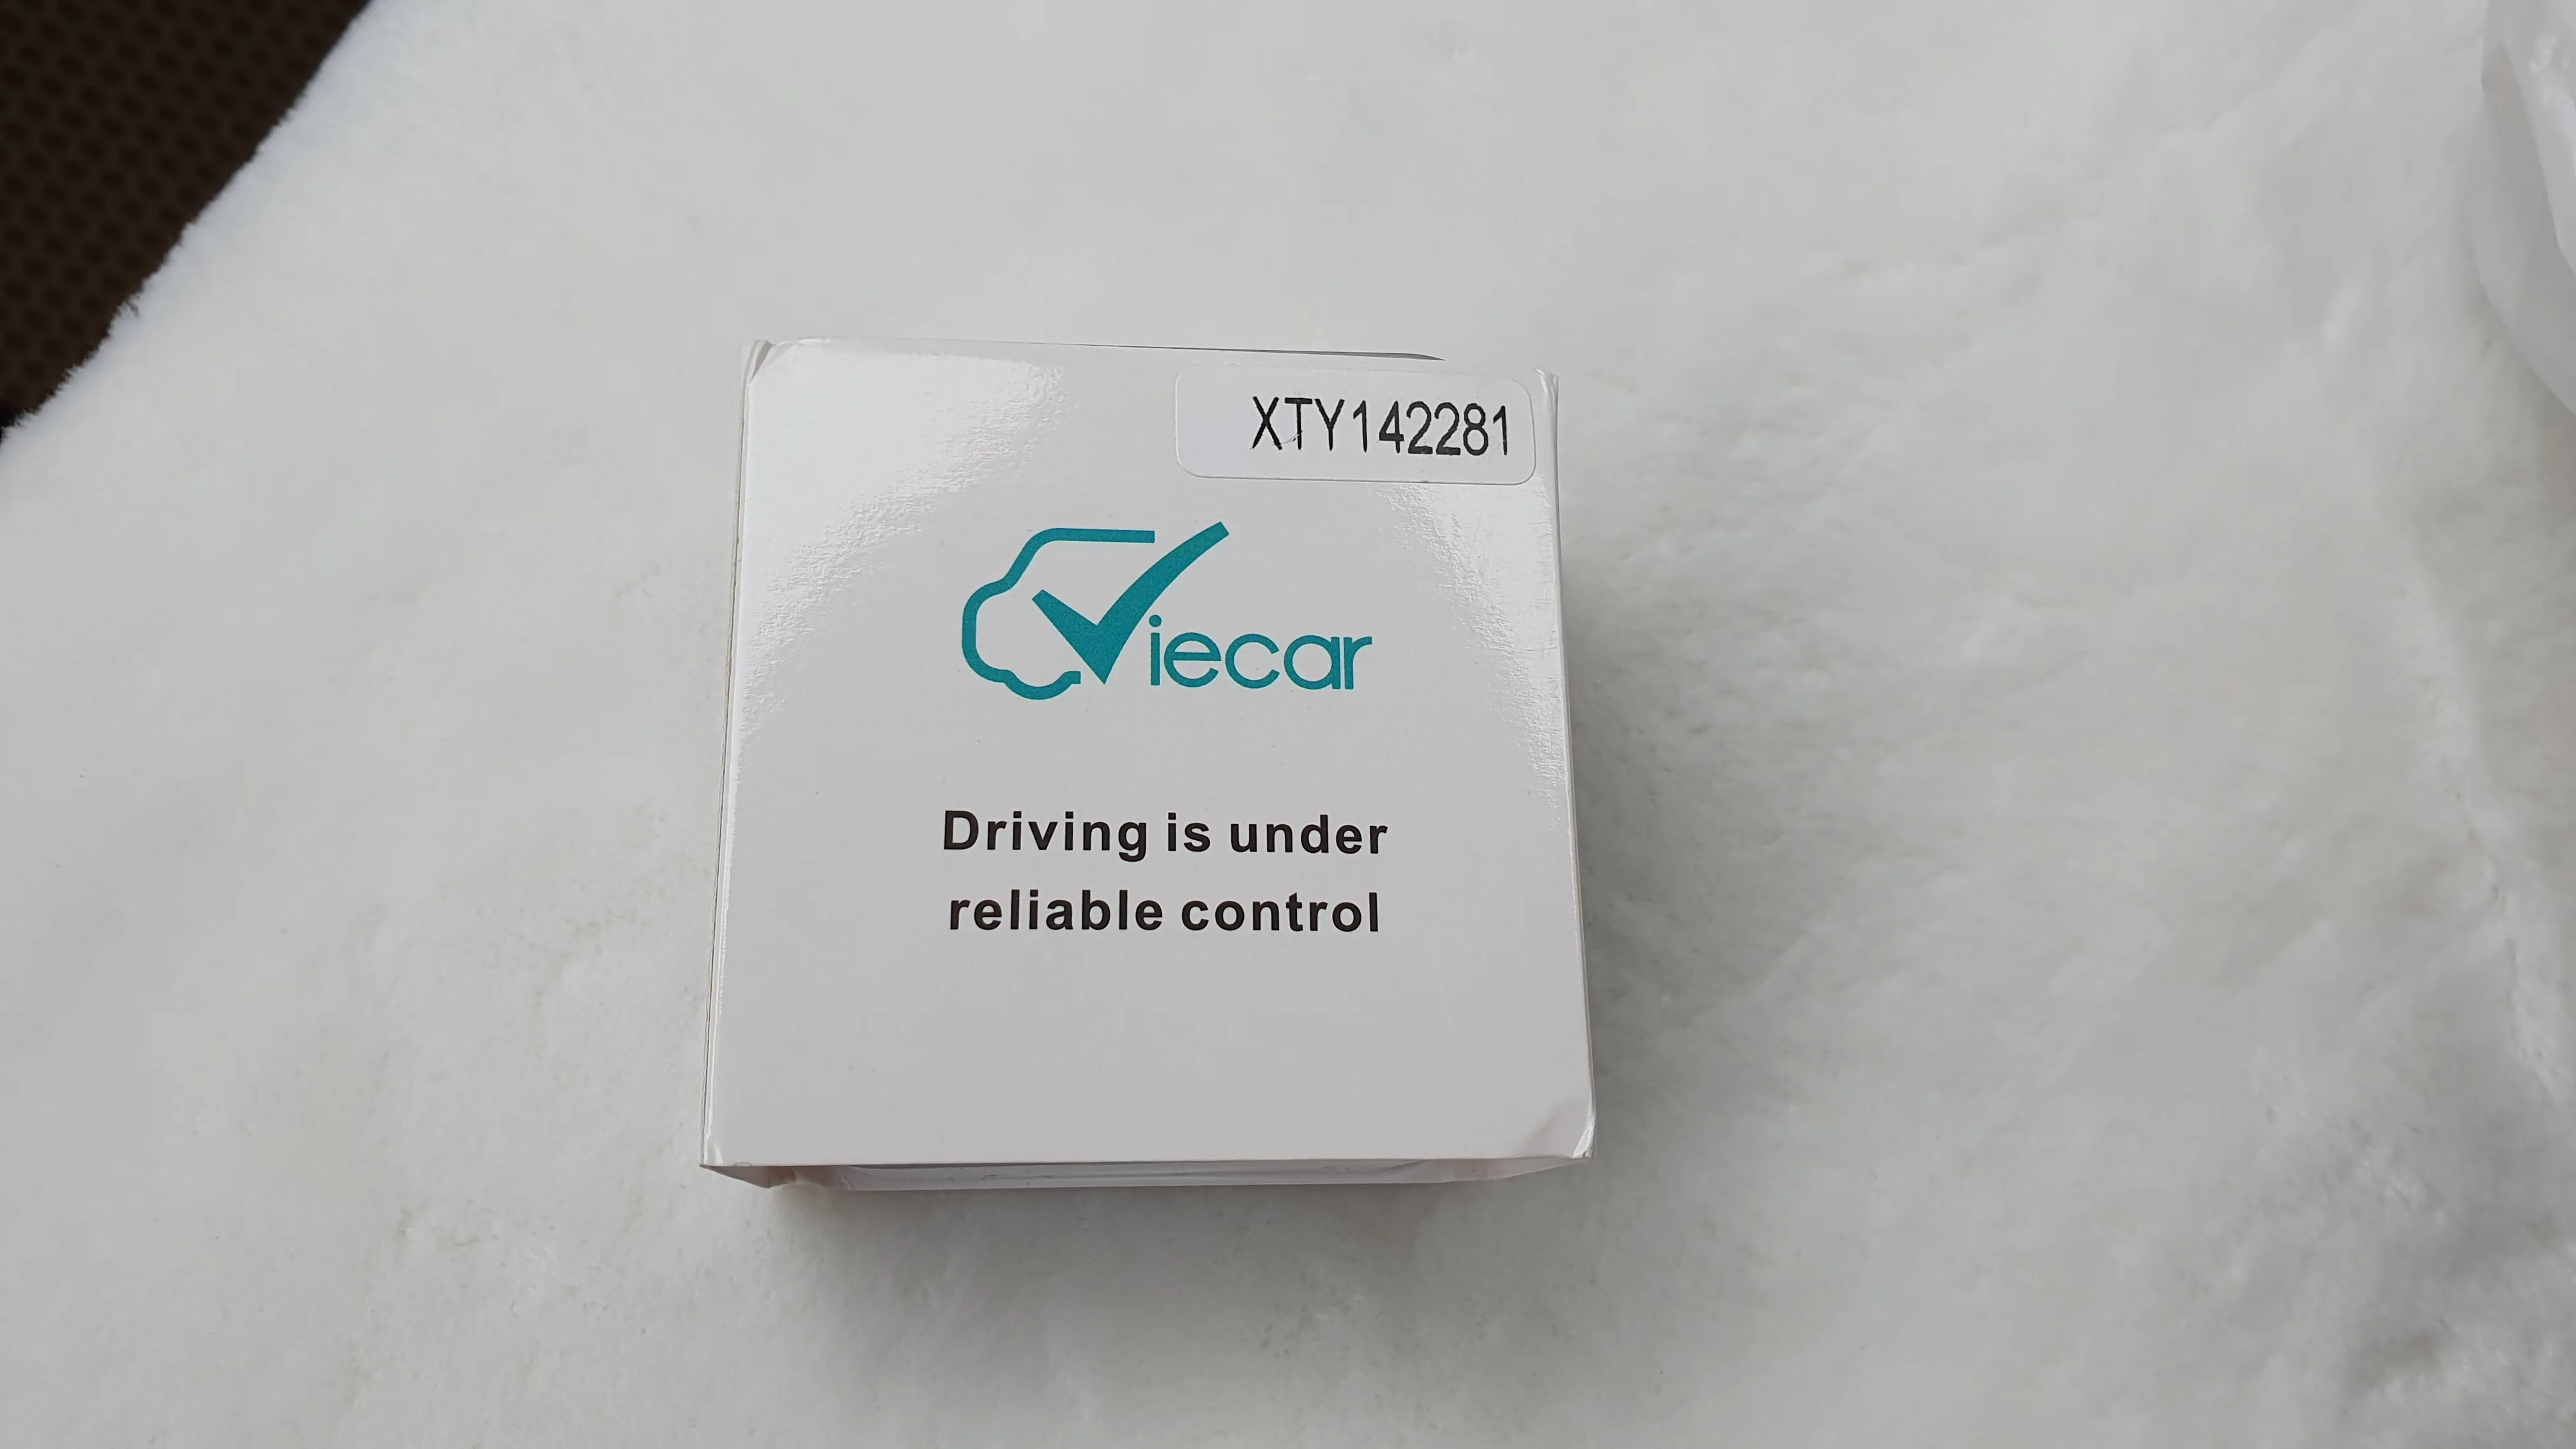 XTY142281
Viecar
Driving is under
reliable control